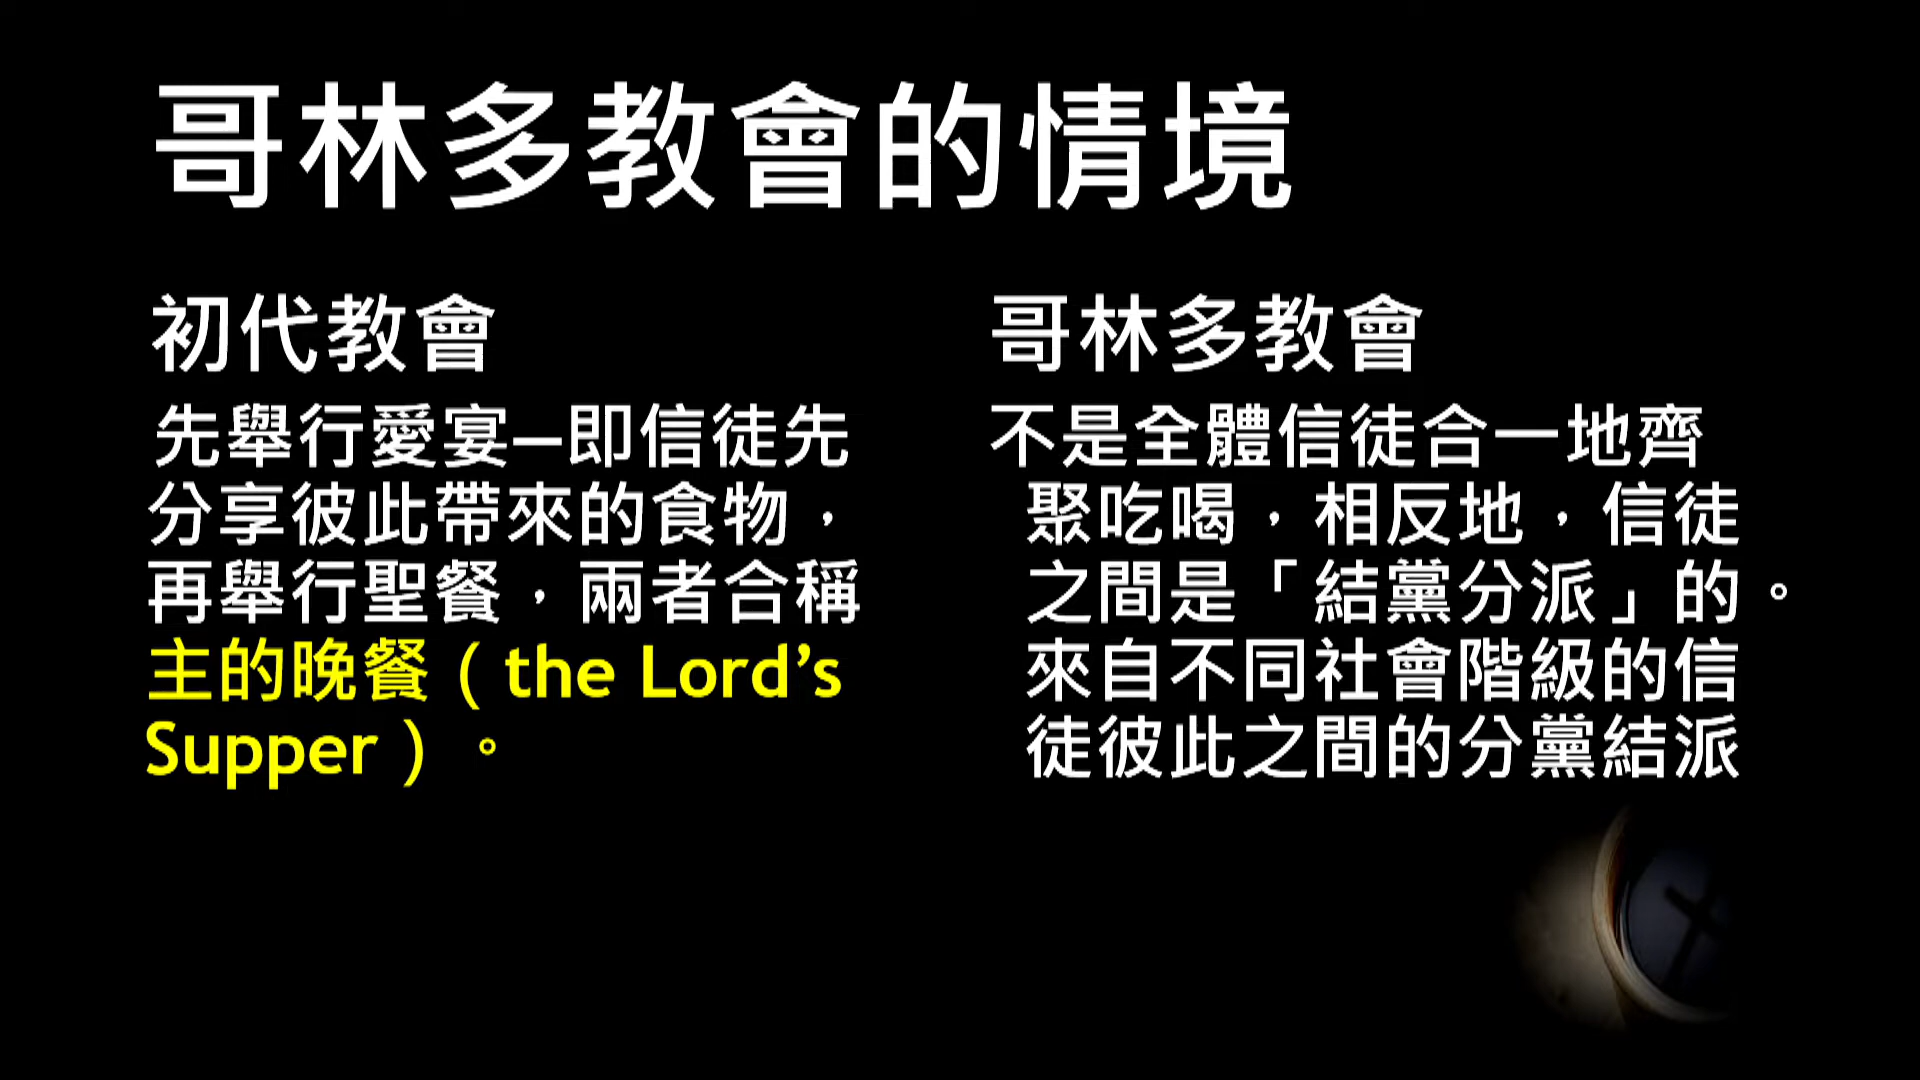 哥林多教會的情境
初代教會
先舉行愛宴—即信徒先
分享彼此帶來的食物，
再舉行聖餐，兩者合稱
主的晚餐（the Lord’s
Supper）。
哥林多教會
不是全體信徒合一地齊
聚吃喝，相反地，信徒
之間是「結黨分派」的。
來自不同社會階級的信
徒彼此之間的分黨結派